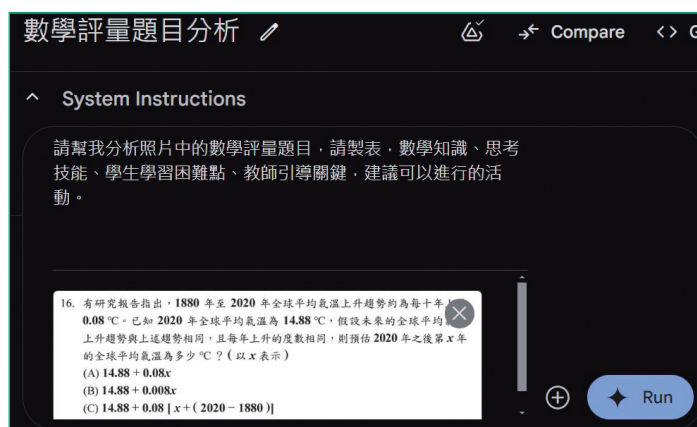 數學評量題目分析
Compare
<> G
System Instructions
請幫我分析照片中的數學評量題目，請製表，數學知識、思考
技能、學生學習困難點、教師引導關鍵，建議可以進行的活
動。
16. 有研究報告指出，1880 年至 2020 年全球平均氣溫上升趨勢約為每十年
0.08 ℃。已知 2020 年全球平均氣溫為 14.88 ℃，假設未來的全球平均
上升趨勢與上述趨勢相同，且每年上升的度數相同，則預估 2020 年之後第 x 年
的全球平均氣溫為多少 ℃？( 以 x 表示 )
(A) 14.88 + 0.08x
(B) 14.88 + 0.008x
(C) 14.88 + 0.08 [ x + ( 2020 − 1880 )]
Run